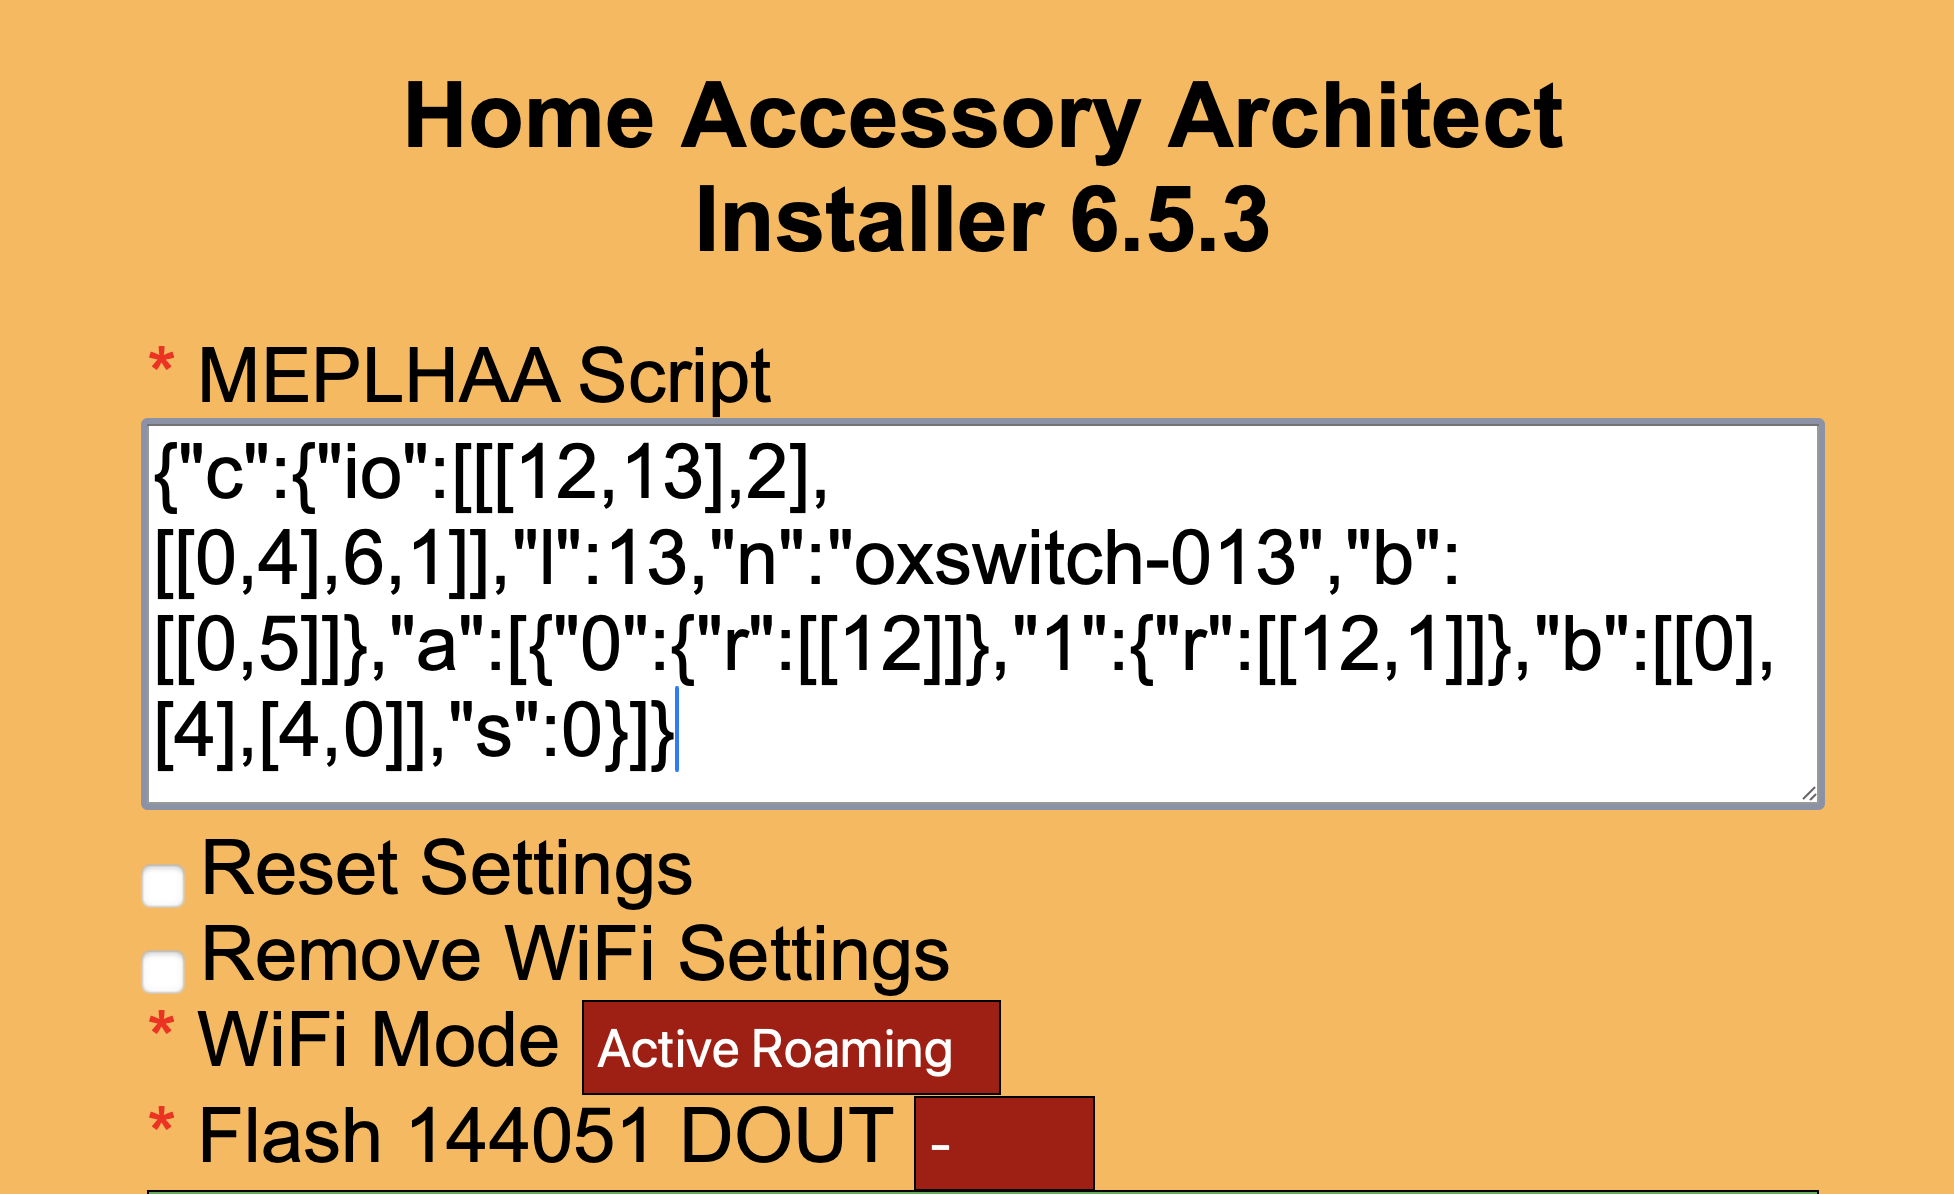 Home Accessory Architect
Installer 6.5.3
* MEPLHAA Script
{"c":{"io":[[[12,13],2],
[[0,4],6,1]],"l":13,"n":"oxswitch-013","b":
[[0,5]]},"a":[{"0":{"r":[[12]]},"1":{"r":[[12,1]]},"b":[[0],
[4],[4,0]],"s":0}]}
Reset Settings
Remove WiFi Settings
* WiFi Mode Active Roaming
* Flash 144051 DOUT -